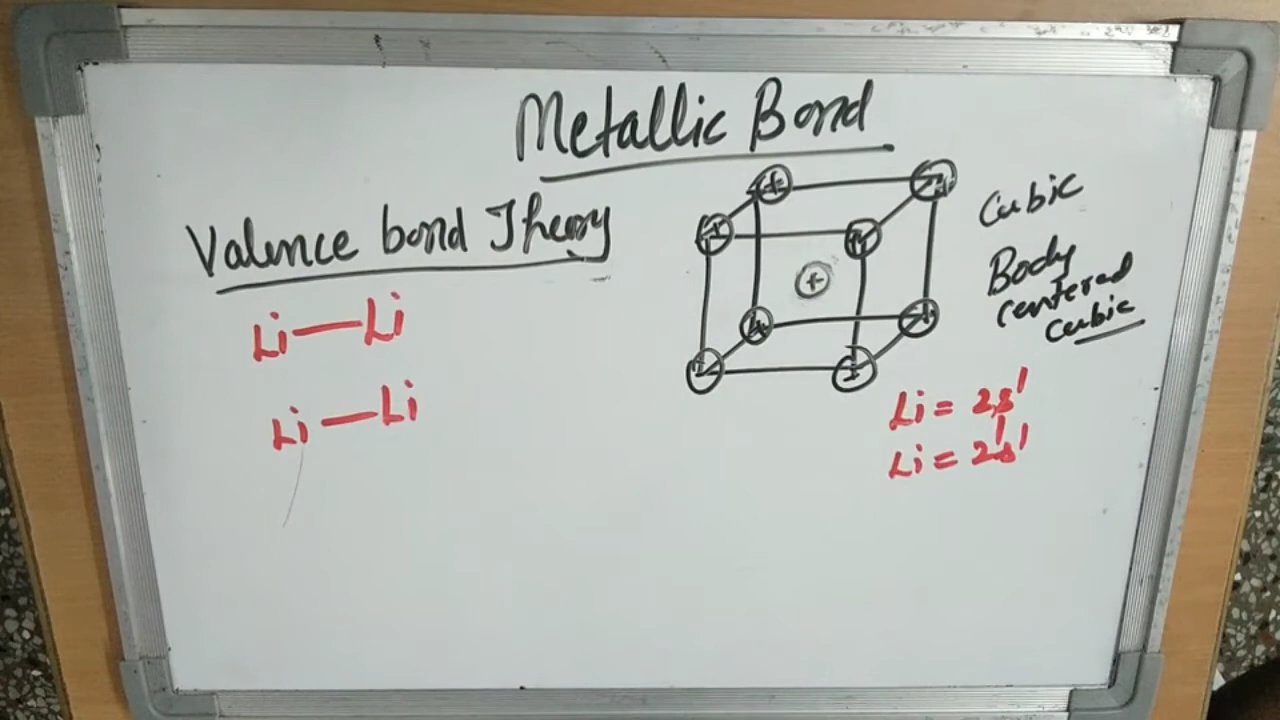 Metallic Bond
Valence bond Theory
Li—Li
Li—Li
+
Cubic
Body
centered
cubic
Li = 2s¹
Li = 2s¹